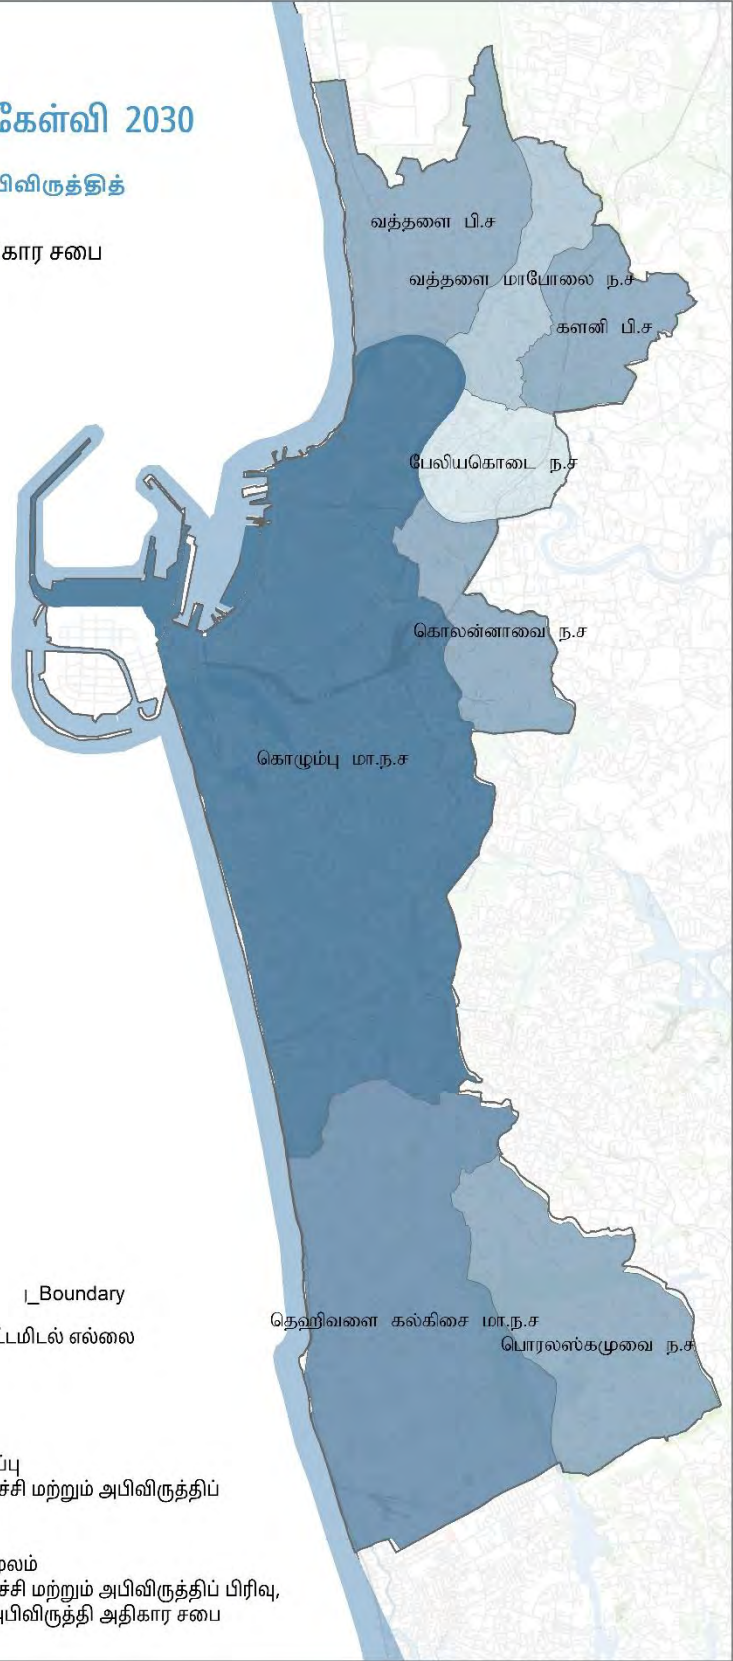 கேள்வி 2030
பிவிருத்தித்
கார சபை
வத்தளை பி.ச
வத்தளை மாபோலை ந.ச
களனி பி.ச
பேலியகொடை ந.ச
கொலன்னாவை ந.ச
கொழும்பு மா.ந.ச
_Boundary
டமிடல் எல்லை
தெஹிவளை கல்கிசை மா.ந.ச
பொரலஸ்கமுவை ந.ச
ப்பு
ச்சி மற்றும் அபிவிருத்திப்
மூலம்
ச்சி மற்றும் அபிவிருத்திப் பிரிவு,
அபிவிருத்தி அதிகார சபை